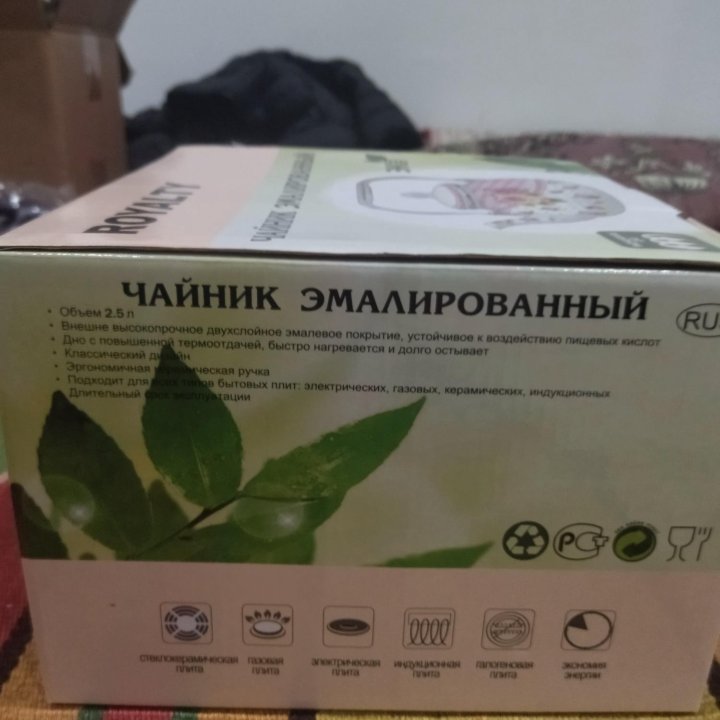 ROYALTY
ЧАЙНИК ЭМАЛИРОВАННЫЙ
ЧАЙНИК ЭМАЛИРОВАННЫЙ
RU
• Объем 2.5 л
• Внешне высокопрочное двухслойное эмалевое покрытие, устойчивое к воздействию пищевых кислот
• Дно с повышенной термоотдачей, быстро нагревается и долго остывает
• Классический дизайн
• Эргономичная керамическая ручка
• Подходит для всех типов бытовых плит: электрических, газовых, керамических, индукционных
Длительный срок эксплуатации
стеклокерамическая плита
газовая плита
электрическая плита
индукционная плита
галогеновая плита
экономия энергии